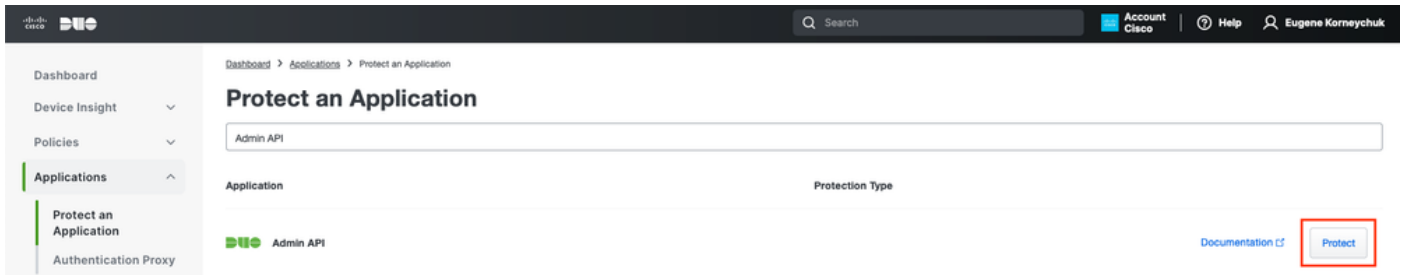 cisco DUO
Search
Account
Cisco
Help
Eugene Korneychuk
Dashboard
Device Insight
Policies
Applications
Protect an
Application
Authentication Proxy
Dashboard > Applications > Protect an Application
Protect an Application
Admin API
Application Protection Type
DUO Admin API Documentation Protect